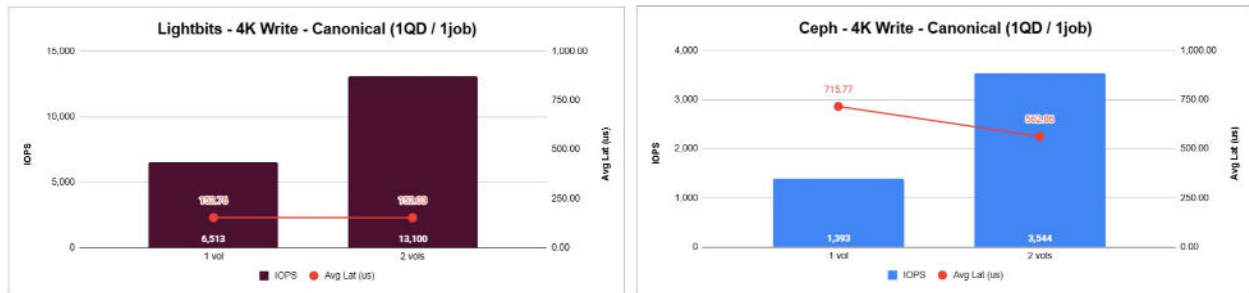 Lightbits - 4K Write - Canonical (1QD / 1job)
15,000
10,000
5,000
0
IOPS
1,000.00
750.00
500.00
250.00
0.00
Avg Lat (us)
152.76
6,513
13,100
1 vol
2 vols
IOPS
Avg Lat (us)
Ceph - 4K Write - Canonical (1QD / 1job)
4,000
3,000
2,000
1,000
0
IOPS
1,000.00
750.00
500.00
250.00
0.00
Avg Lat (us)
715.77
562.06
1,393
3,544
1 vol
2 vols
IOPS
Avg Lat (us)